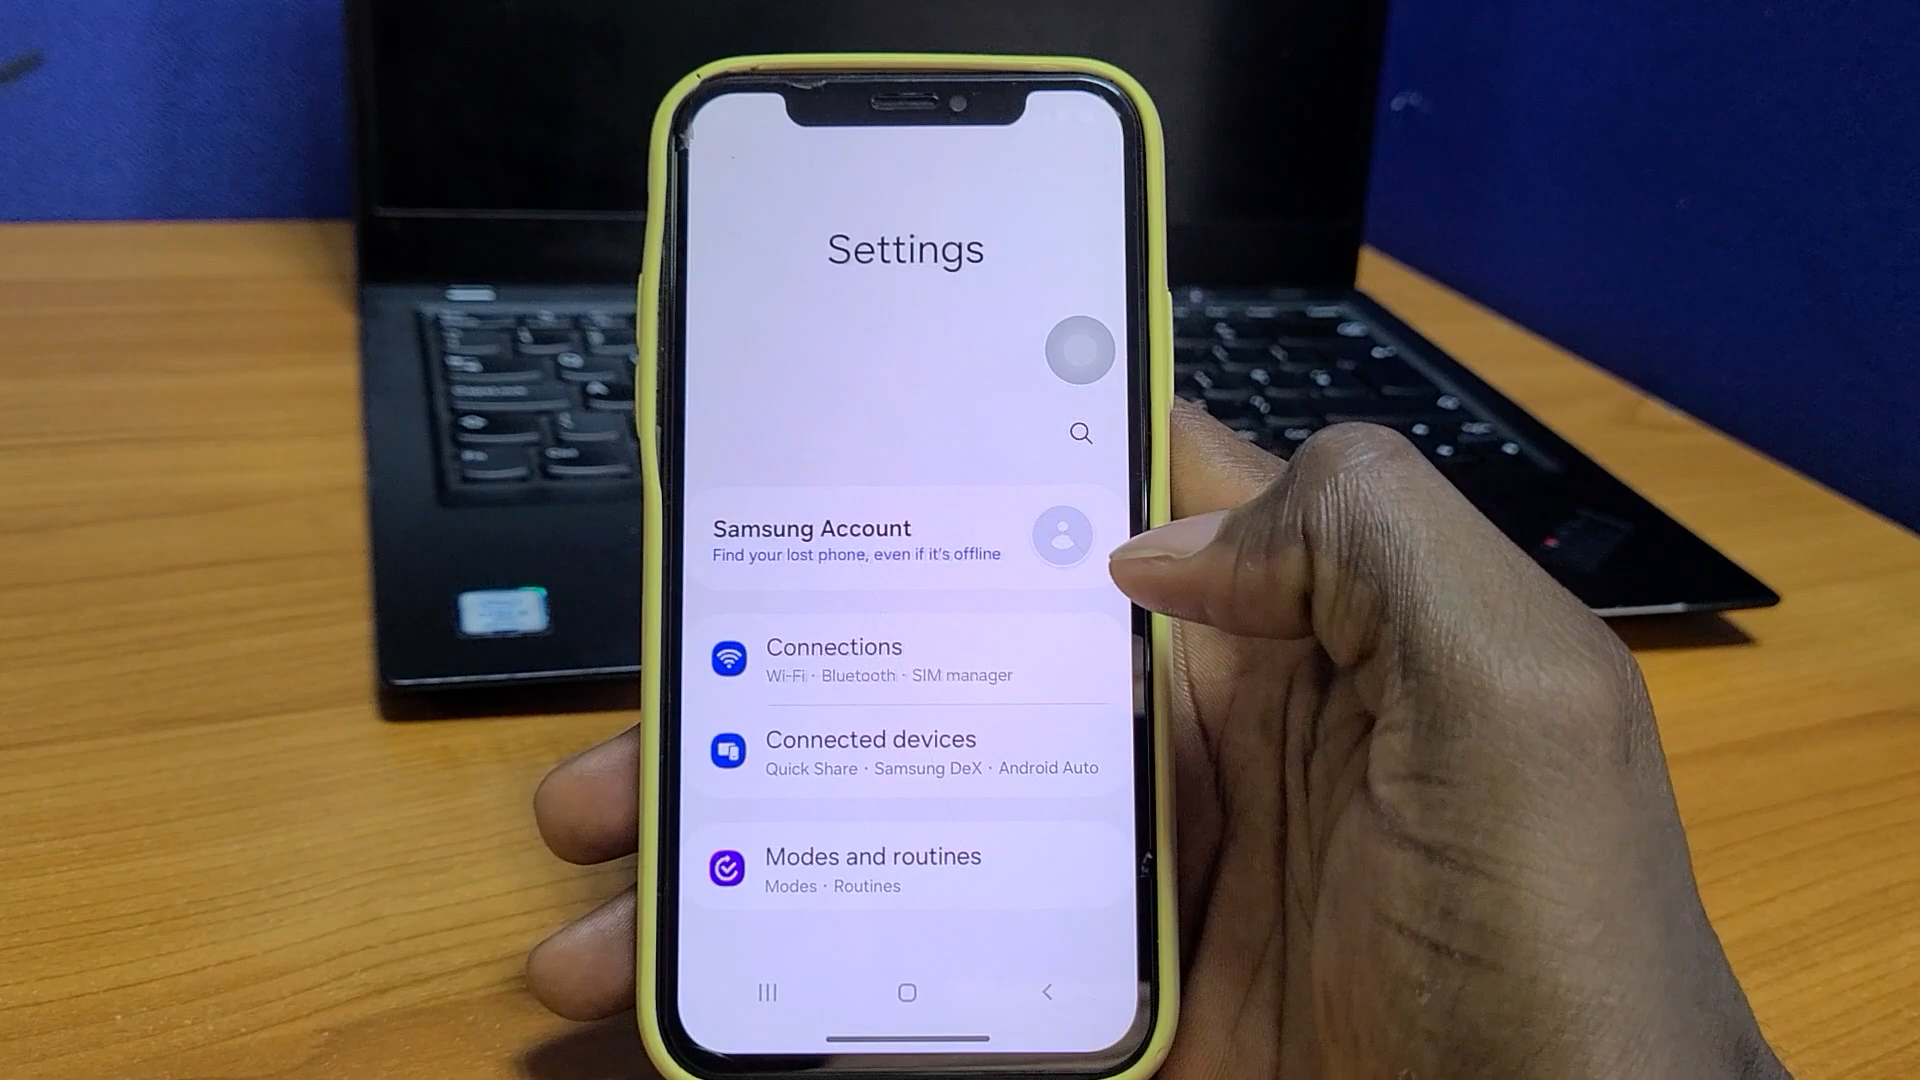 Settings
Samsung Account
Find your lost phone, even if it's offline
Connections
Wi-Fi · Bluetooth · SIM manager
Connected devices
Quick Share · Samsung DeX · Android Auto
Modes and routines
Modes · Routines